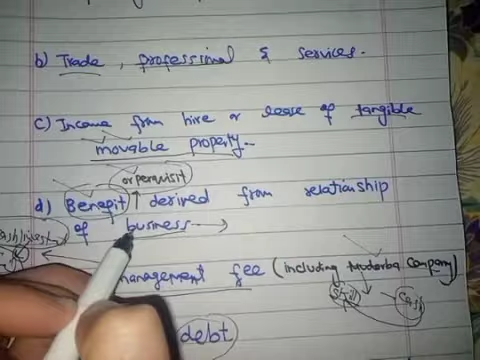 b) Trade, professional & services.
c) Income from hire or lease of tangible
movable property.
or perquisit
d) Benefit derived from relationship
of business
management fee (including Mudarba company)
Cash
debt